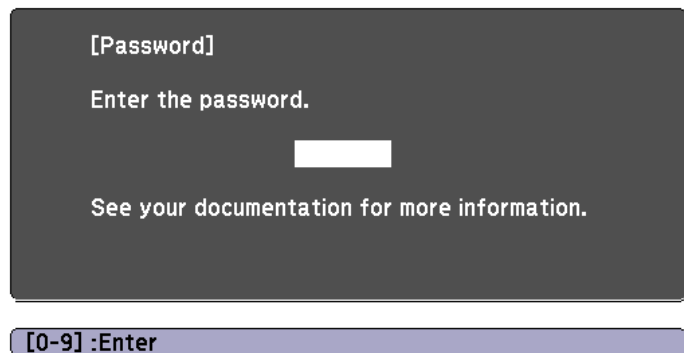 [Password]
Enter the password.
See your documentation for more information.
[0-9] :Enter